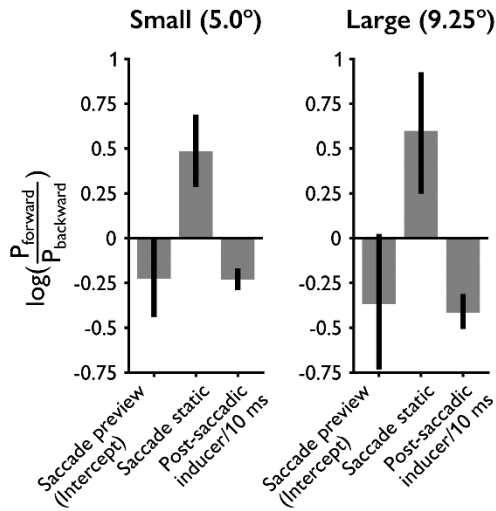 Small (5.0°)
Large (9.25°)
log(P forward / P backward)
1
0.75
0.5
0.25
0
-0.25
-0.5
-0.75
1
0.75
0.5
0.25
0
-0.25
-0.5
-0.75
Saccade preview
(Intercept)
Saccade static
Post-saccadic
inducer/10 ms
Saccade preview
(Intercept)
Saccade static
Post-saccadic
inducer/10 ms